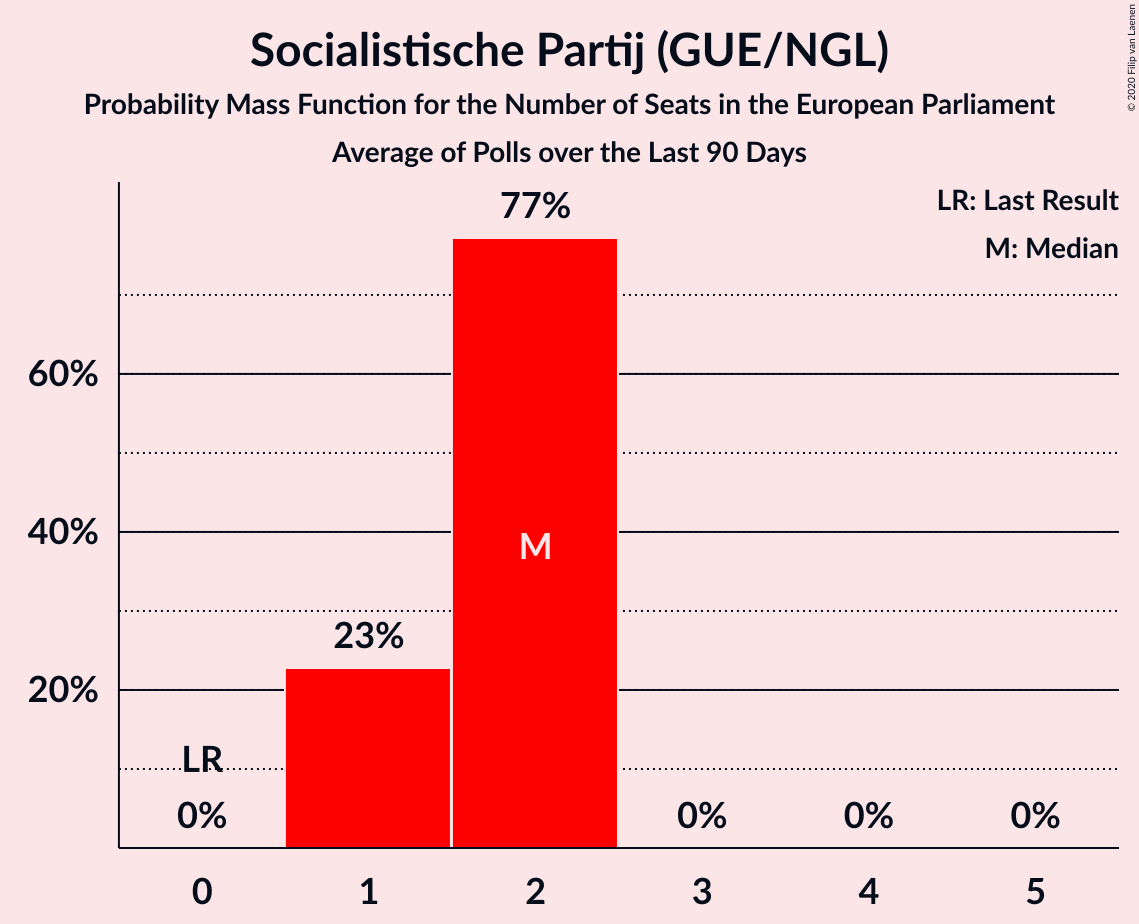 Socialistische Partij (GUE/NGL)
Probability Mass Function for the Number of Seats in the European Parliament
Average of Polls over the Last 90 Days
© 2020 Filip van Laenen
LR: Last Result
M: Median
77%
60%
M
40%
23%
20%
LR
0%
0%
0%
0%
0
1
2
3
4
5